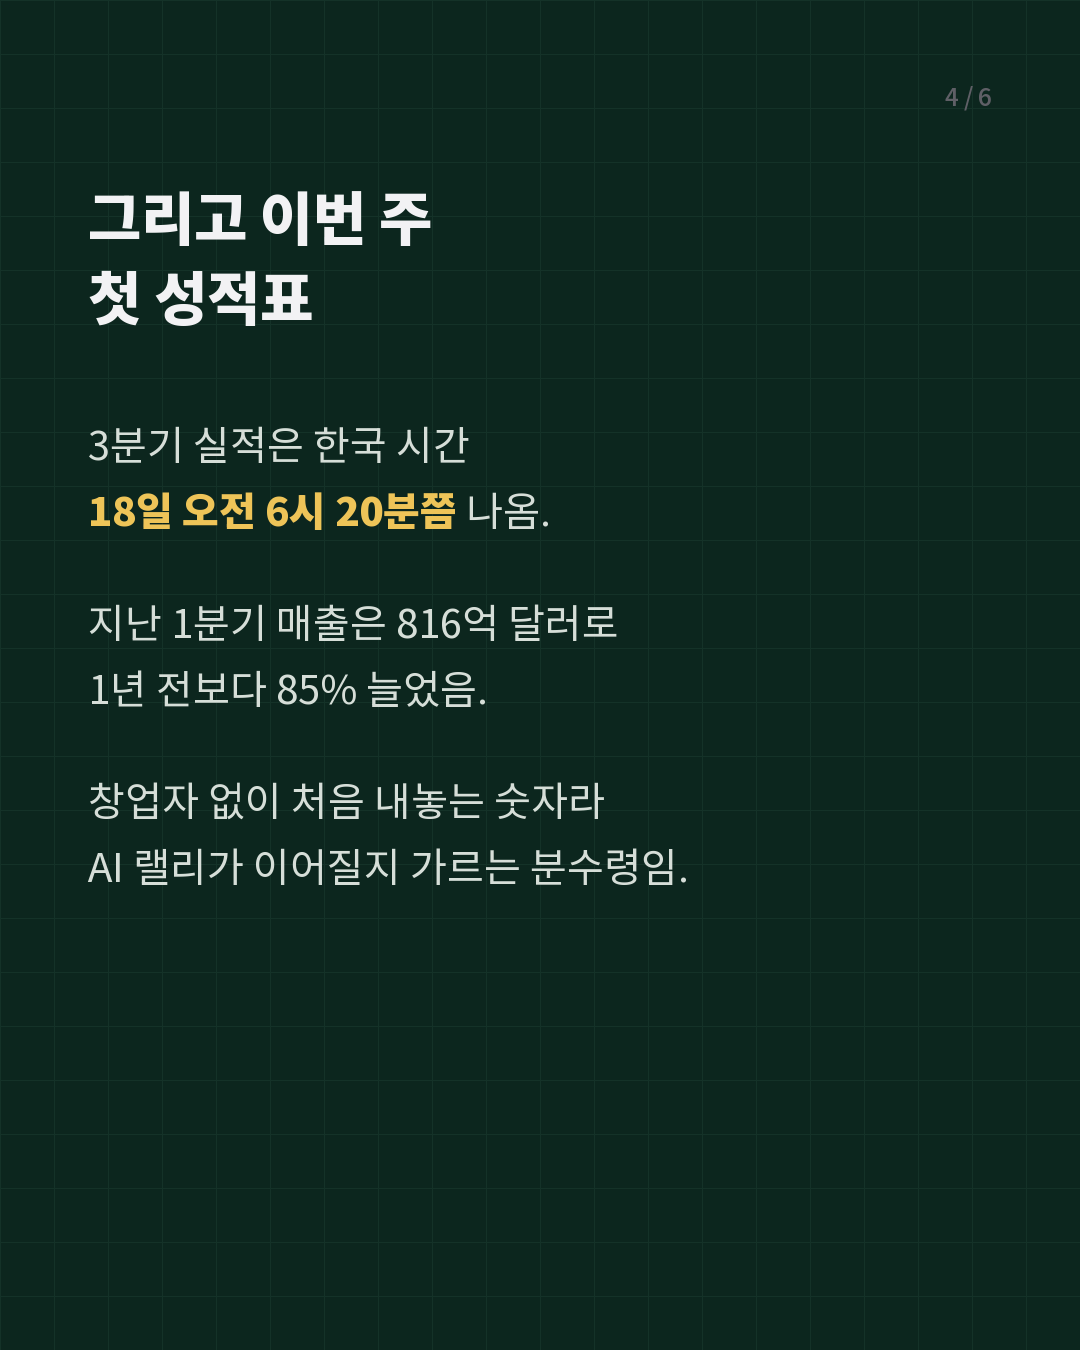 4 / 6
그리고 이번 주
첫 성적표
3분기 실적은 한국 시간
18일 오전 6시 20분쯤 나옴.
지난 1분기 매출은 816억 달러로
1년 전보다 85% 늘었음.
창업자 없이 처음 내놓는 숫자라
AI 랠리가 이어질지 가르는 분수령임.